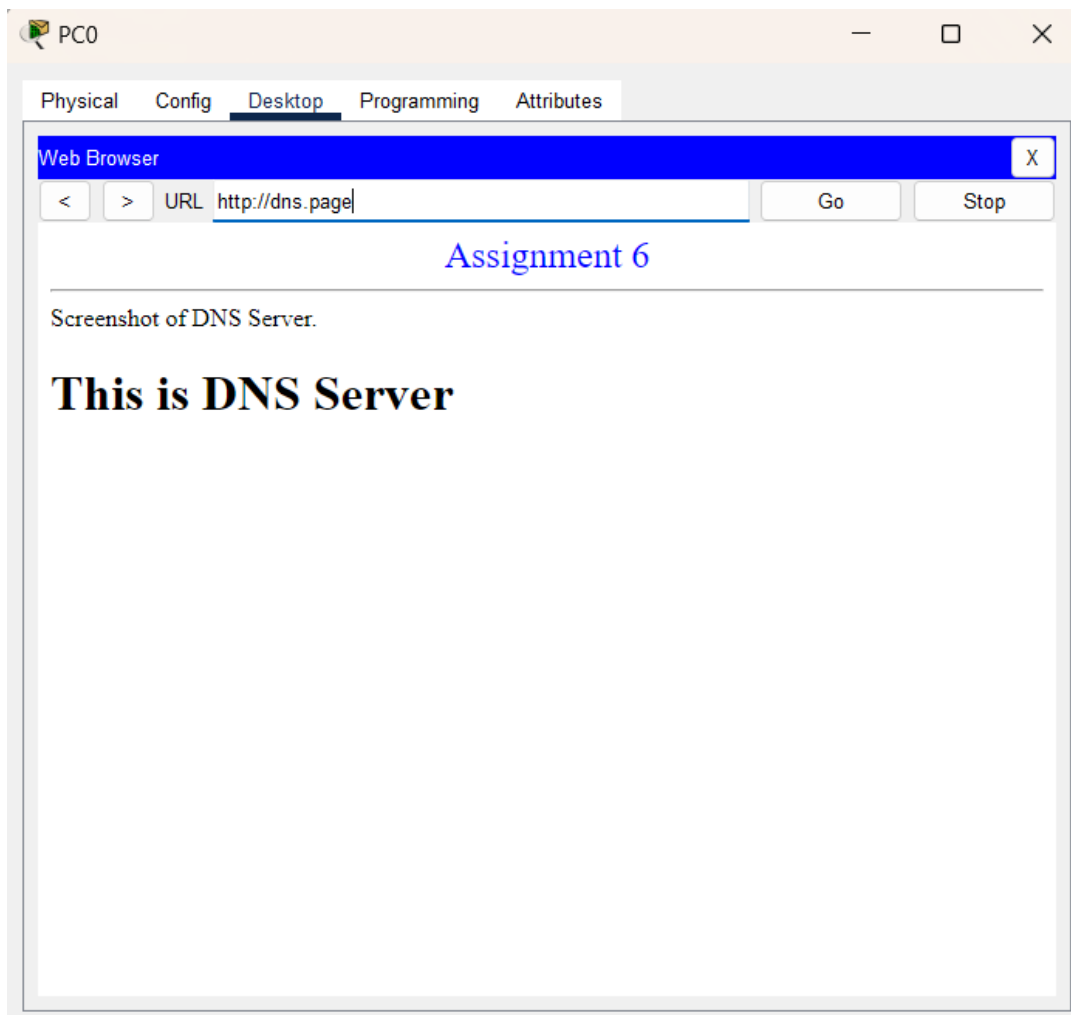 PC0
Physical Config Desktop Programming Attributes
Web Browser X
< > URL http://dns.page Go Stop
Assignment 6
Screenshot of DNS Server.
This is DNS Server